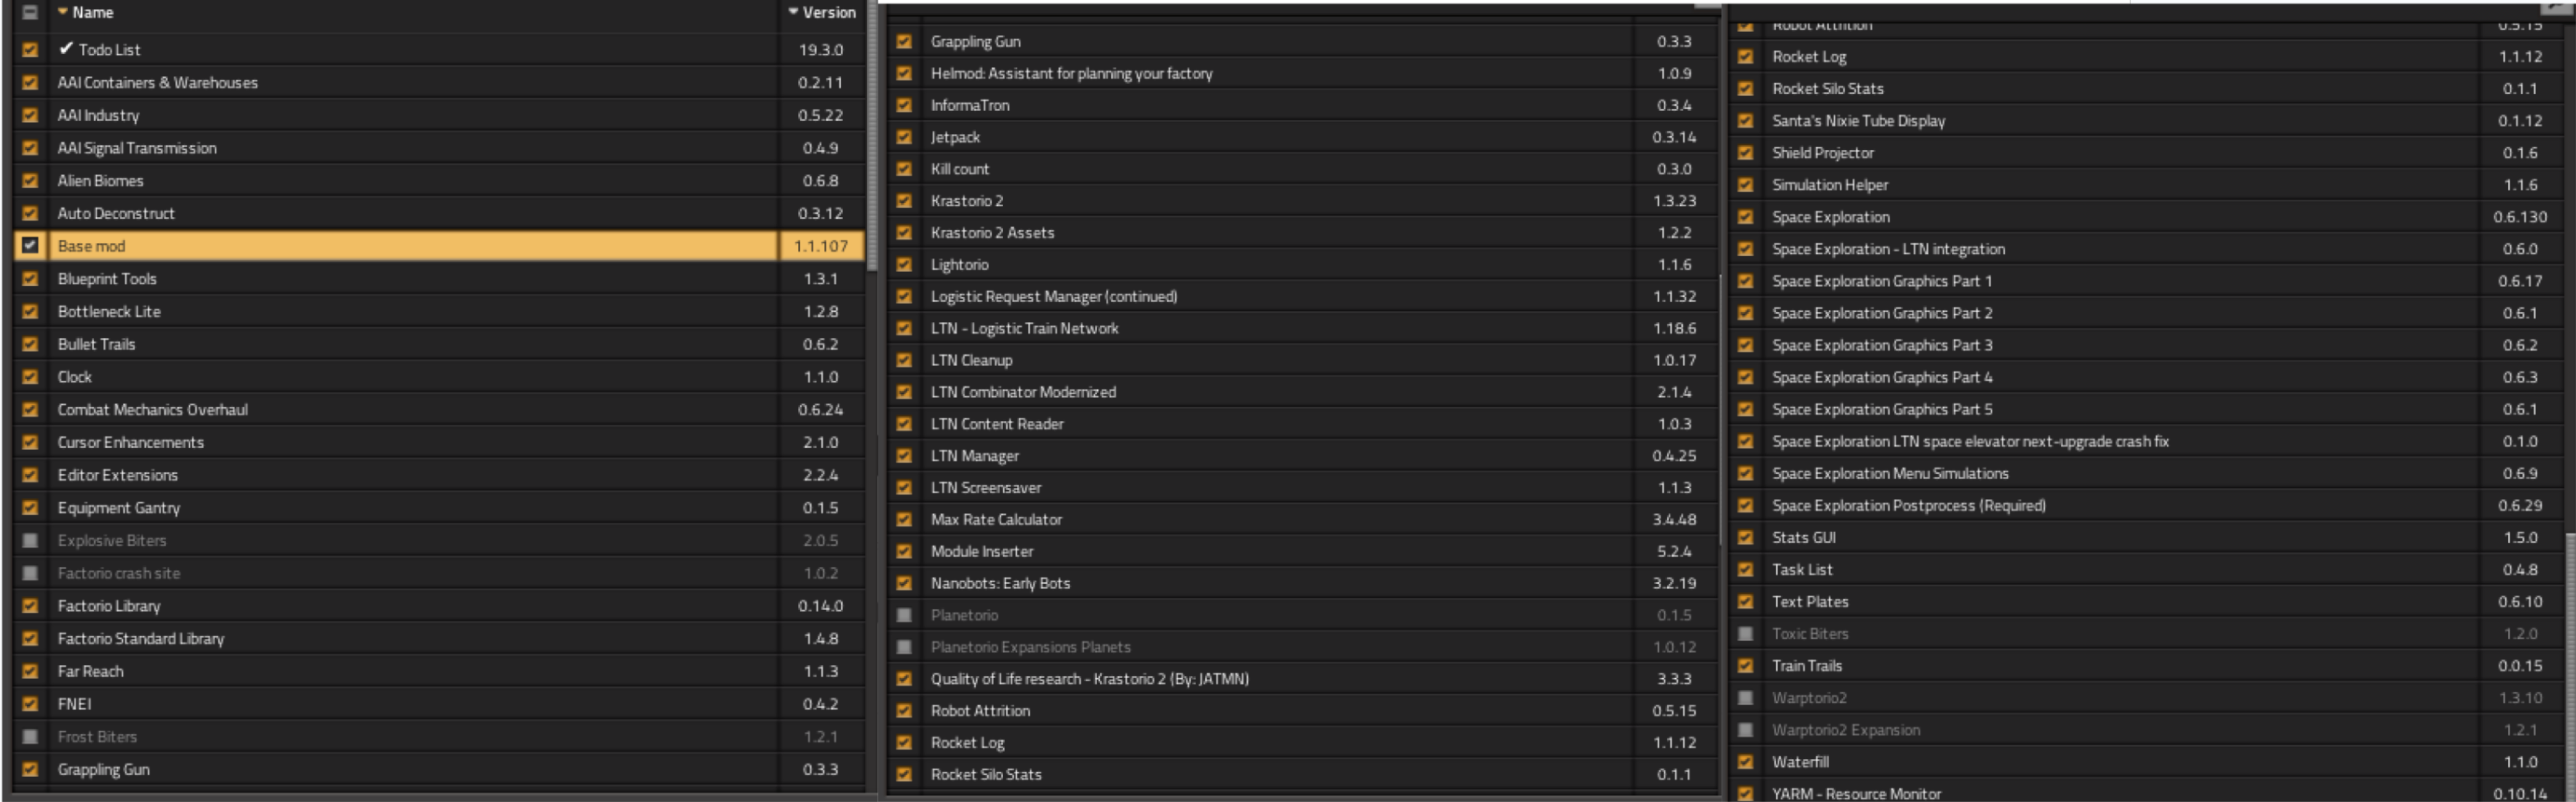 Name Version
✔ Todo List 19.3.0
AAI Containers & Warehouses 0.2.11
AAI Industry 0.5.22
AAI Signal Transmission 0.4.9
Alien Biomes 0.6.8
Auto Deconstruct 0.3.12
Base mod 1.1.107
Blueprint Tools 1.3.1
Bottleneck Lite 1.2.8
Bullet Trails 0.6.2
Clock 1.1.0
Combat Mechanics Overhaul 0.6.24
Cursor Enhancements 2.1.0
Editor Extensions 2.2.4
Equipment Gantry 0.1.5
Explosive Biters 2.0.5
Factorio crash site 1.0.2
Factorio Library 0.14.0
Factorio Standard Library 1.4.8
Far Reach 1.1.3
FNEI 0.4.2
Frost Biters 1.2.1
Grappling Gun 0.3.3
Grappling Gun 0.3.3
Helmod: Assistant for planning your factory 1.0.9
InformaTron 0.3.4
Jetpack 0.3.14
Kill count 0.3.0
Krastorio 2 1.3.23
Krastorio 2 Assets 1.2.2
Lightorio 1.1.6
Logistic Request Manager (continued) 1.1.32
LTN - Logistic Train Network 1.18.6
LTN Cleanup 1.0.17
LTN Combinator Modernized 2.1.4
LTN Content Reader 1.0.3
LTN Manager 0.4.25
LTN Screensaver 1.1.3
Max Rate Calculator 3.4.48
Module Inserter 5.2.4
Nanobots: Early Bots 3.2.19
Planetorio 0.1.5
Planetorio Expansions Planets 1.0.12
Quality of Life research - Krastorio 2 (By: JATMN) 3.3.3
Robot Attrition 0.5.15
Rocket Log 1.1.12
Rocket Silo Stats 0.1.1
Robot Attrition 0.5.15
Rocket Log 1.1.12
Rocket Silo Stats 0.1.1
Santa's Nixie Tube Display 0.1.12
Shield Projector 0.1.6
Simulation Helper 1.1.6
Space Exploration 0.6.130
Space Exploration - LTN integration 0.6.0
Space Exploration Graphics Part 1 0.6.17
Space Exploration Graphics Part 2 0.6.1
Space Exploration Graphics Part 3 0.6.2
Space Exploration Graphics Part 4 0.6.3
Space Exploration Graphics Part 5 0.6.1
Space Exploration LTN space elevator next-upgrade crash fix 0.1.0
Space Exploration Menu Simulations 0.6.9
Space Exploration Postprocess (Required) 0.6.29
Stats GUI 1.5.0
Task List 0.4.8
Text Plates 0.6.10
Toxic Biters 1.2.0
Train Trails 0.0.15
Warptorio2 1.3.10
Warptorio2 Expansion 1.2.1
Waterfill 1.1.0
YARM - Resource Monitor 0.10.14